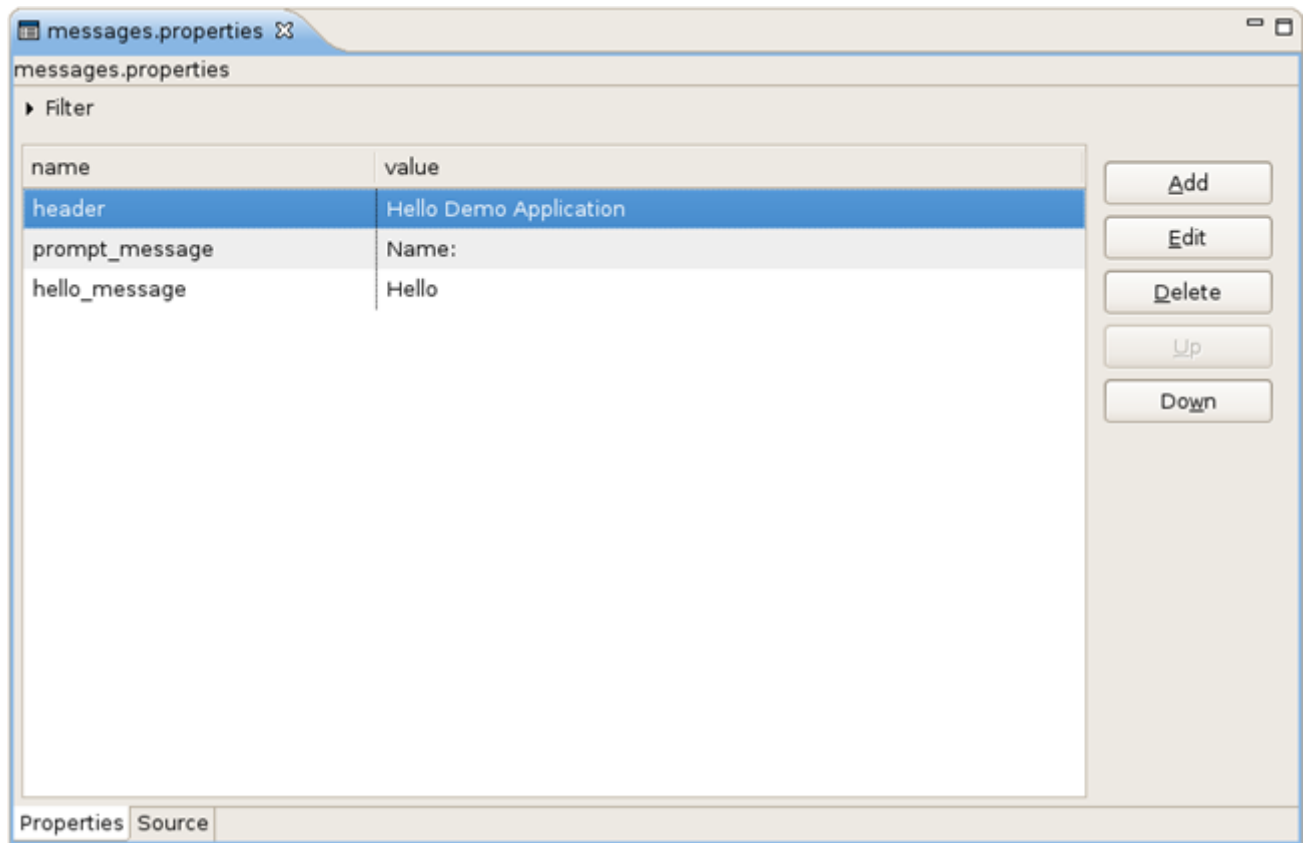 messages.properties
messages.properties
Filter
name value
header Hello Demo Application
prompt_message Name:
hello_message Hello
Add
Edit
Delete
Up
Down
Properties Source